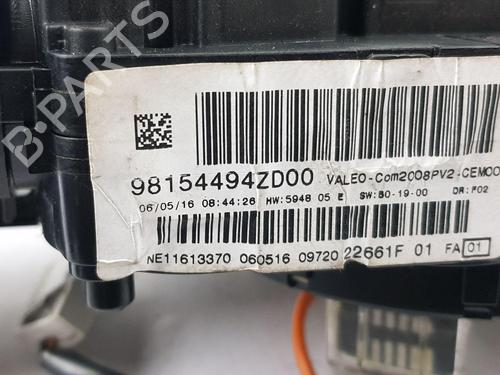 B-PARTS
98154494ZD00 VALEO-Com2008PV2-CEM00
06/05/16 08:44:26 HW:5948 05 E SW:80-19-00 DR:F02
NE11613370 060516 09720 22661F 01 FA 01